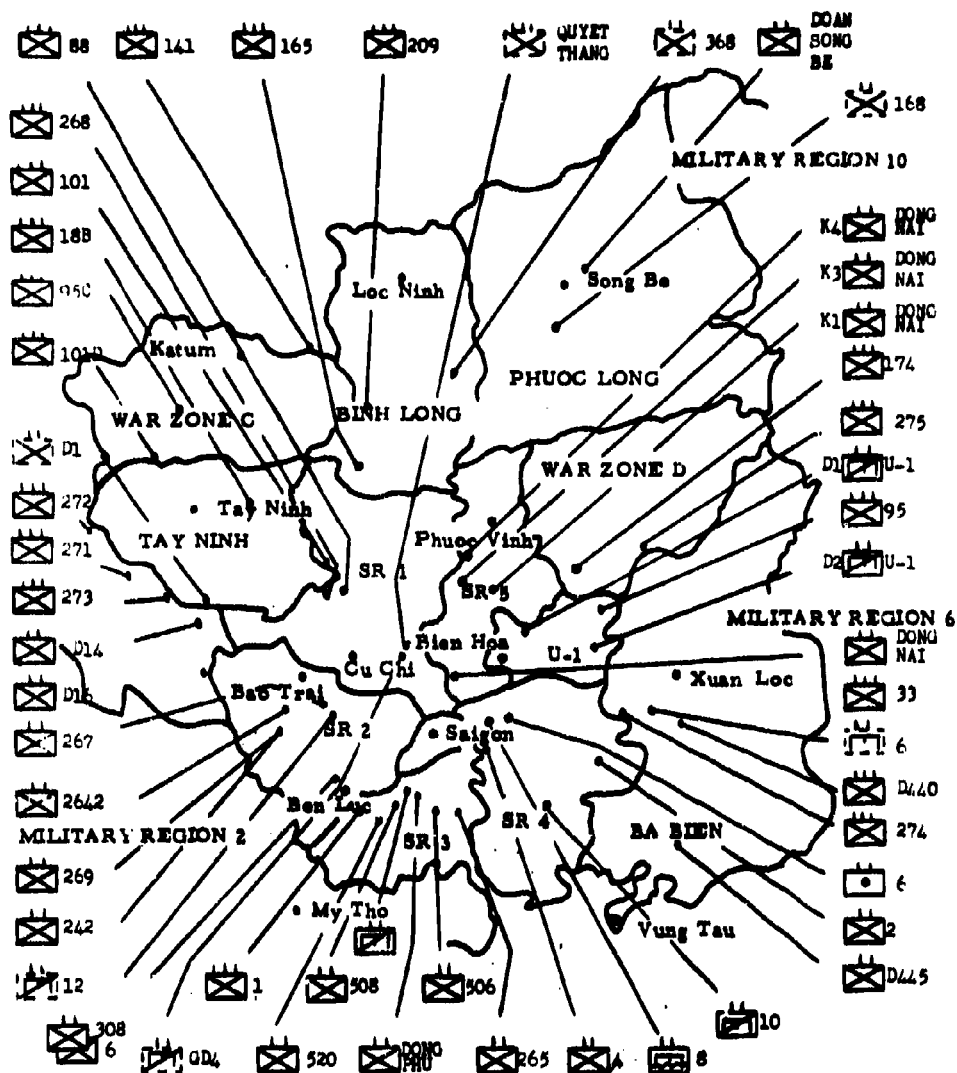 88
141
165
209
QUYET
THANG
368
DOAN
SONG
BE
168
268
101
18B
95C
101D
D1
272
271
273
D14
D16
267
2642
MILITARY REGION 2
269
242
12
308
6
MILITARY REGION 10
Loc Ninh
Song Be
Katum
WAR ZONE C
BINH LONG
PHUOC LONG
WAR ZONE D
Tay Ninh
TAY NINH
Phuoc Vinh
SR 1
SR 5
Bien Hoa
U-1
MILITARY REGION 6
Cu Chi
Bao Trai
Xuan Loc
SR 2
Saigon
Ben Luc
SR 3
SR 4
BA BIEN
My Tho
Vung Tau
K4 DONG
NAI
K3 DONG
NAI
K1 DONG
NAI
174
275
D1 U-1
95
D2 U-1
DONG
NAI
33
6
D440
274
6
2
D445
1
508
506
10
GD4
520
DONG
PHU
265
4
8